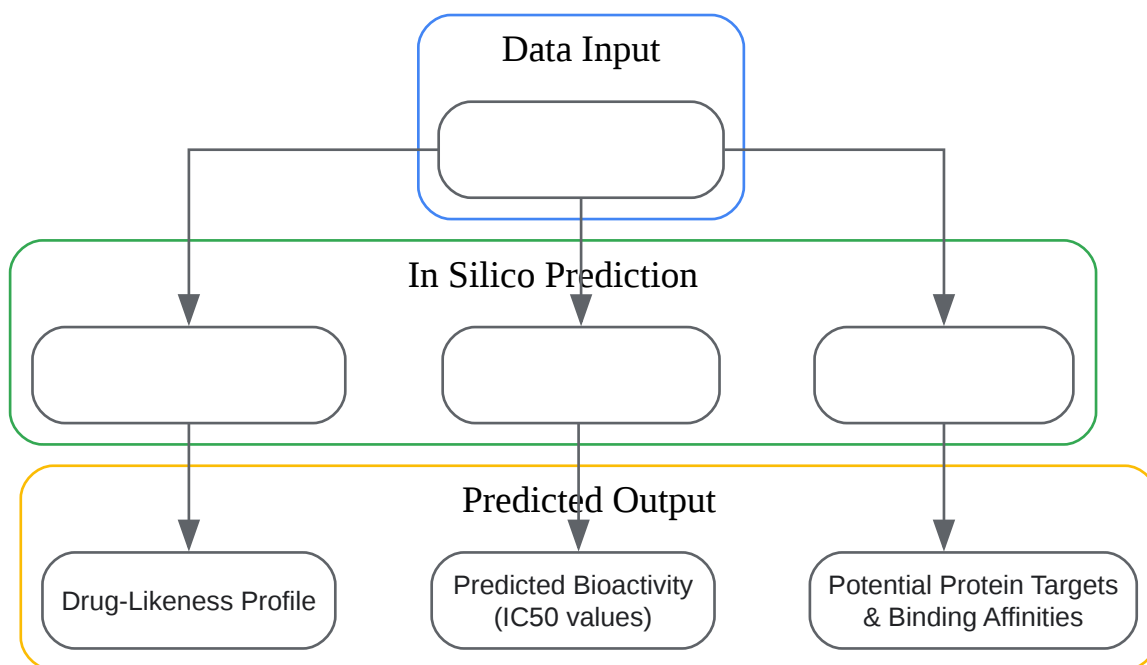 Data Input
In Silico Prediction
Predicted Output
Drug-Likeness Profile
Predicted Bioactivity
(IC50 values)
Potential Protein Targets
& Binding Affinities